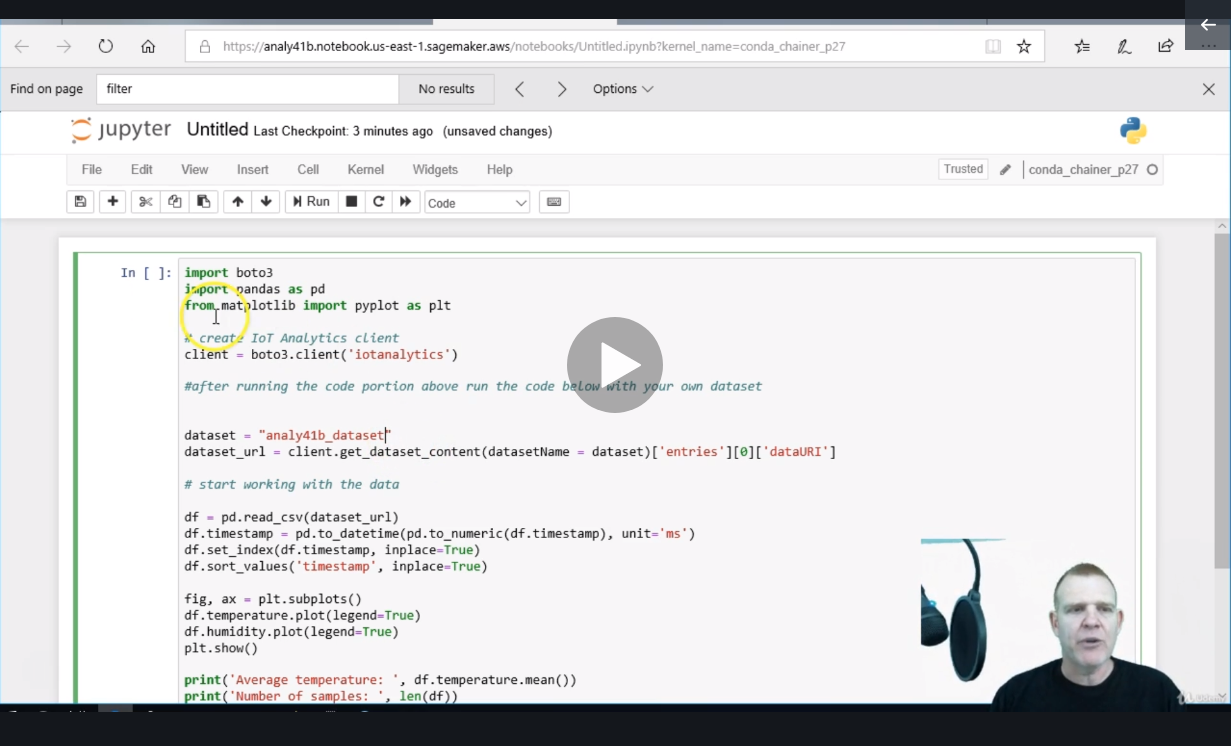 https://analy41b.notebook.us-east-1.sagemaker.aws/notebooks/Untitled.ipynb?kernel_name=conda_chainer_p27
Find on page filter No results Options
jupyter Untitled Last Checkpoint: 3 minutes ago (unsaved changes)
File Edit View Insert Cell Kernel Widgets Help Trusted conda_chainer_p27
Run Code
In [ ]: import boto3
import pandas as pd
from matplotlib import pyplot as plt
# create IoT Analytics client
client = boto3.client('iotanalytics')
#after running the code portion above run the code below with your own dataset
dataset = "analy41b_dataset"
dataset_url = client.get_dataset_content(datasetName = dataset)['entries'][0]['dataURI']
# start working with the data
df = pd.read_csv(dataset_url)
df.timestamp = pd.to_datetime(pd.to_numeric(df.timestamp), unit='ms')
df.set_index(df.timestamp, inplace=True)
df.sort_values('timestamp', inplace=True)
fig, ax = plt.subplots()
df.temperature.plot(legend=True)
df.humidity.plot(legend=True)
plt.show()
print('Average temperature: ', df.temperature.mean())
print('Number of samples: ', len(df))